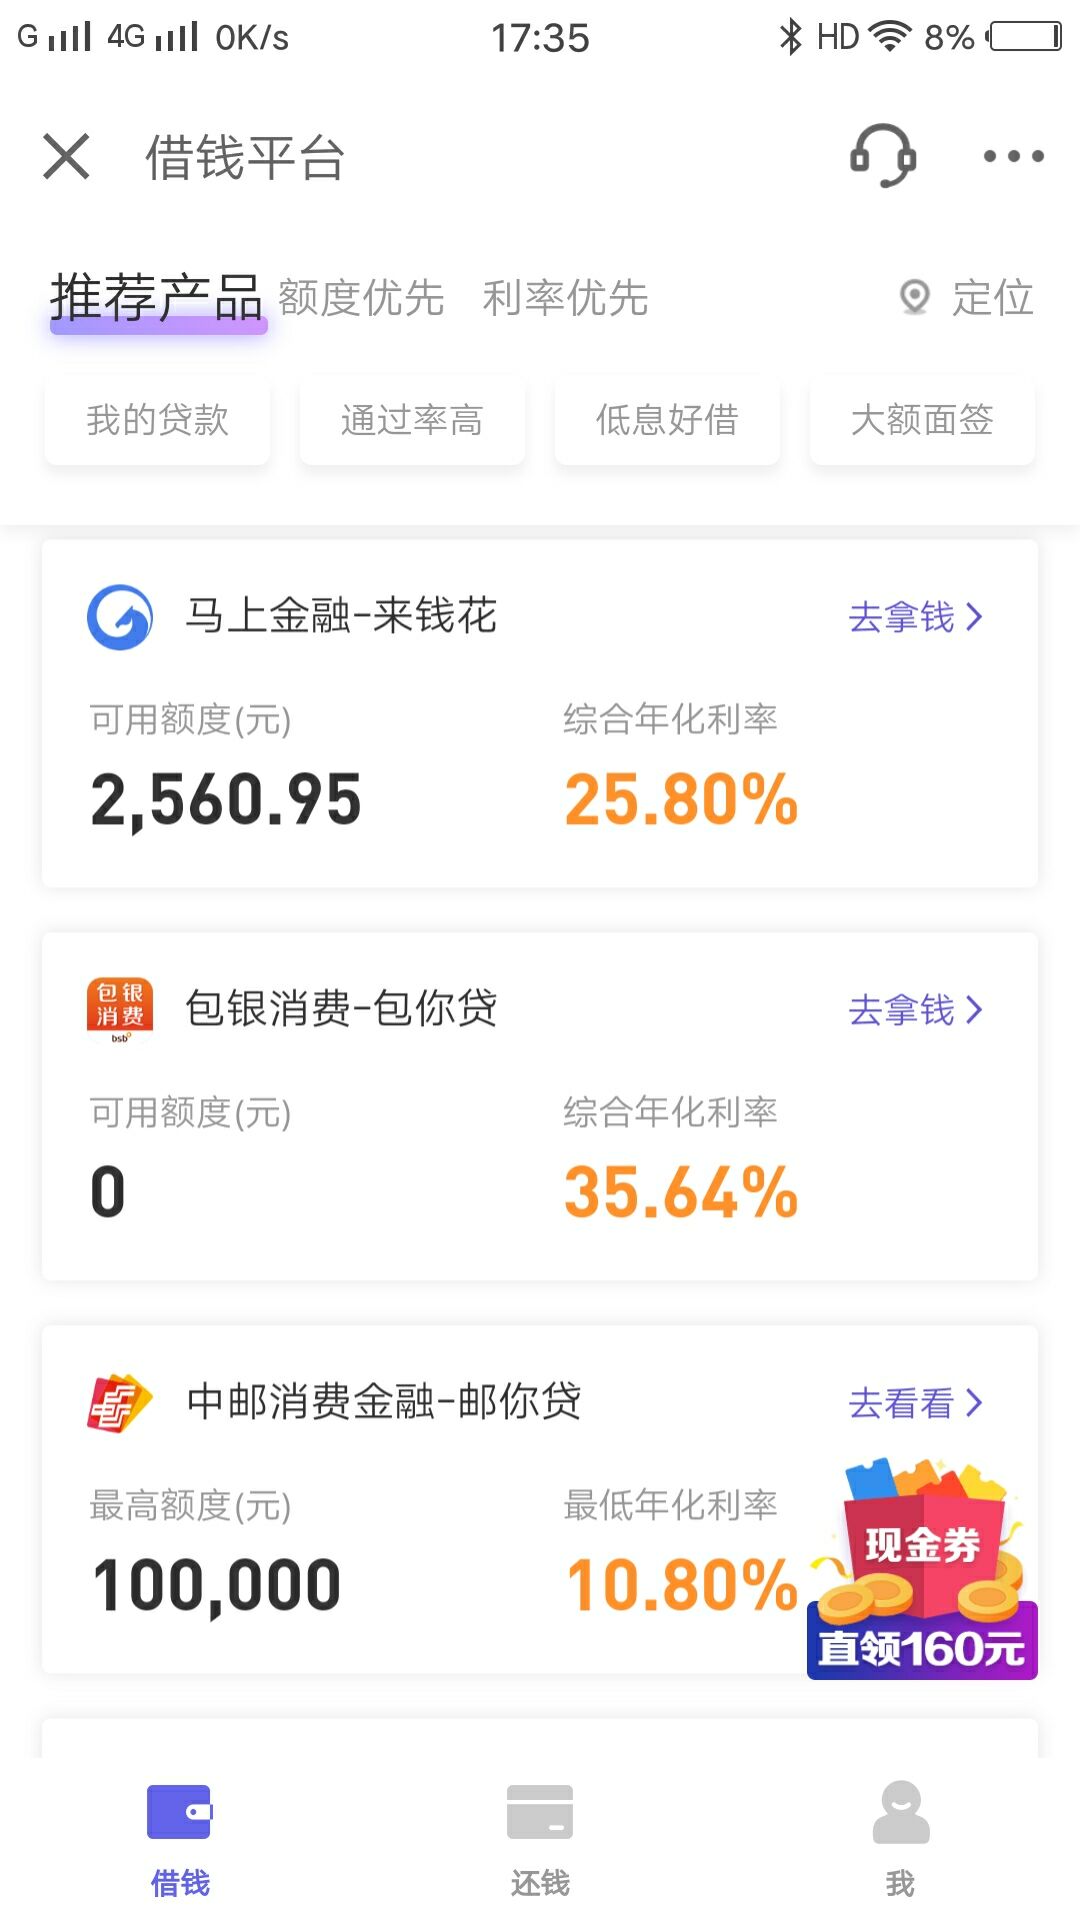 G 4G 0K/s 17:35 HD 8%
借钱平台
推荐产品 额度优先 利率优先 定位
我的贷款 通过率高 低息好借 大额面签
马上金融-来钱花 去拿钱
可用额度(元) 综合年化利率
2,560.95 25.80%
包银
消费
bsb
包银消费-包你贷 去拿钱
可用额度(元) 综合年化利率
0 35.64%
中邮消费金融-邮你贷 去看看
最高额度(元) 最低年化利率
100,000 10.80%
现金券
直领160元
借钱 还钱 我